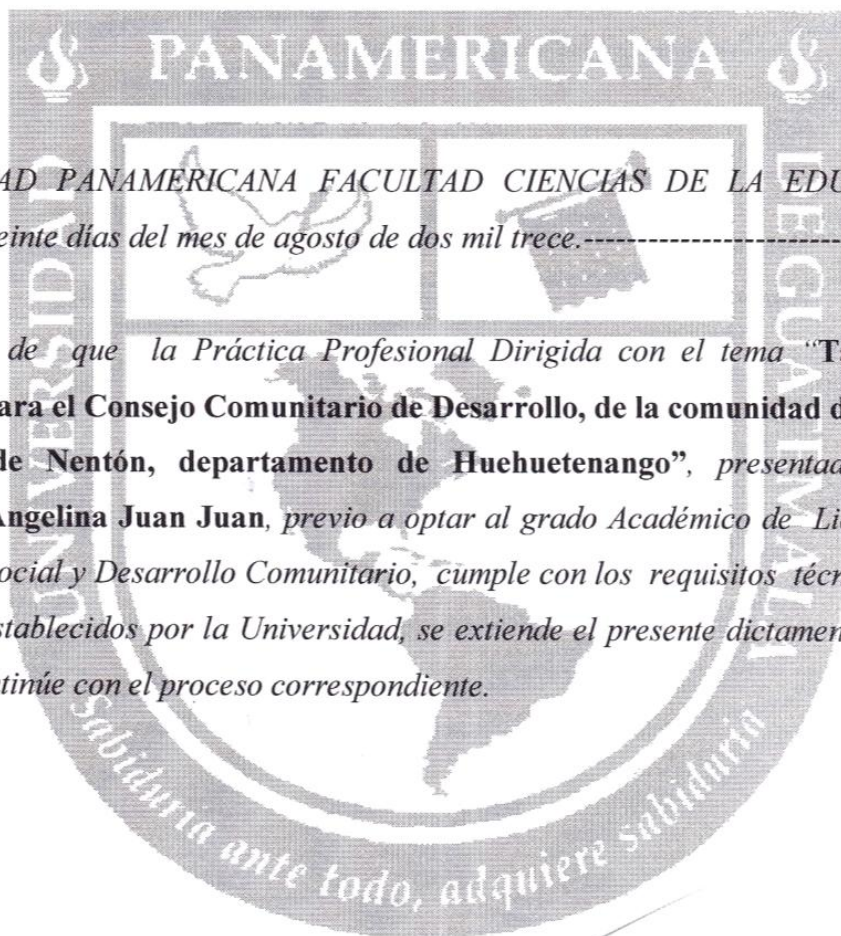 PANAMERICANA
UNIVERSIDAD
DE GUATEMALA
AD PANAMERICANA FACULTAD CIENCIAS DE LA EDU
einte días del mes de agosto de dos mil trece.--------------------------
de que la Práctica Profesional Dirigida con el tema “T
ara el Consejo Comunitario de Desarrollo, de la comunidad d
de Nentón, departamento de Huehuetenango”, presentad
Angelina Juan Juan, previo a optar al grado Académico de Li
ocial y Desarrollo Comunitario, cumple con los requisitos técn
stablecidos por la Universidad, se extiende el presente dictamen
tinúe con el proceso correspondiente.
Sabiduría ante todo, adquiere sabiduría